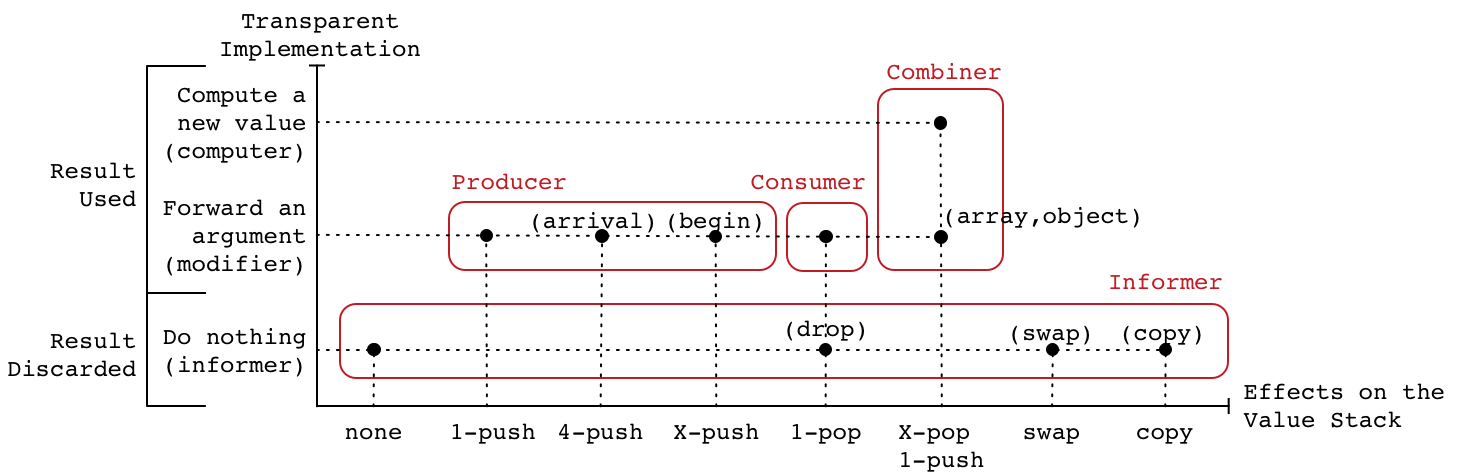 Transparent
Implementation
Combiner
Compute a
new value
(computer)
Result
Used
Producer
Consumer
Forward an
argument
(modifier)
(arrival)
(begin)
(array,object)
Informer
Result
Discarded
Do nothing
(informer)
(drop)
(swap)
(copy)
Effects on the
Value Stack
none
1-push
4-push
X-push
1-pop
X-pop
1-push
swap
copy